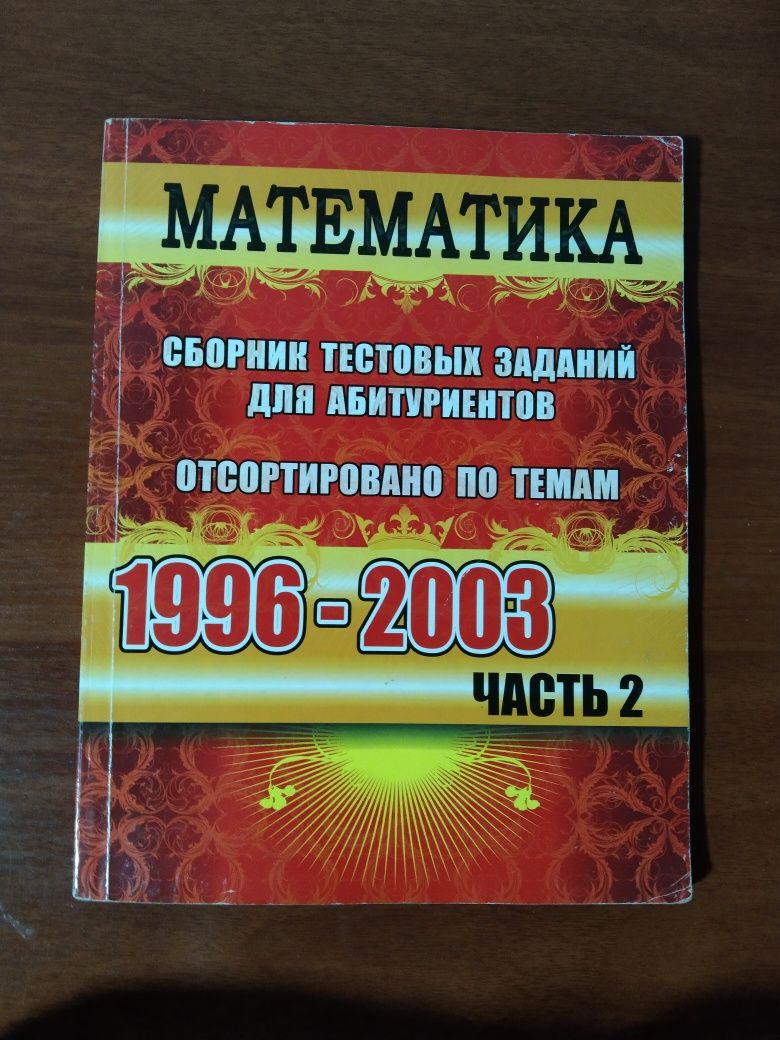 МАТЕМАТИКА
СБОРНИК ТЕСТОВЫХ ЗАДАНИЙ
ДЛЯ АБИТУРИЕНТОВ
ОТСОРТИРОВАНО ПО ТЕМАМ
1996 - 2003
ЧАСТЬ 2